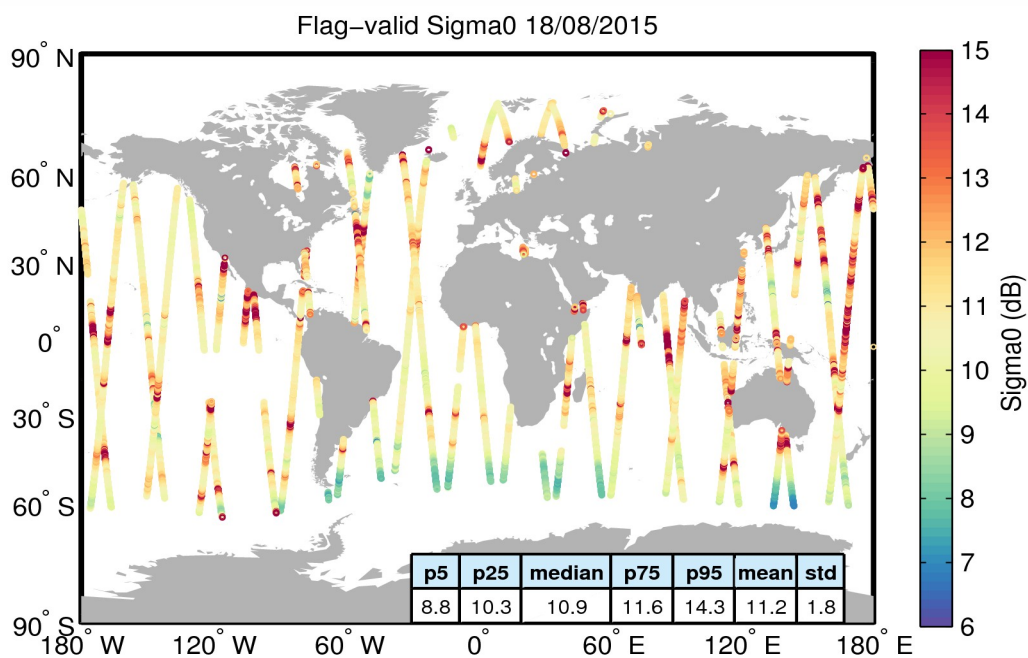 Flag−valid Sigma0 18/08/2015
90° N
60° N
30° N
0°
30° S
60° S
90° S
180° W
120° W
60° W
0°
60° E
120° E
180° E
p5 p25 median p75 p95 mean std
8.8 10.3 10.9 11.6 14.3 11.2 1.8
15
14
13
12
11
10
9
8
7
6
Sigma0 (dB)